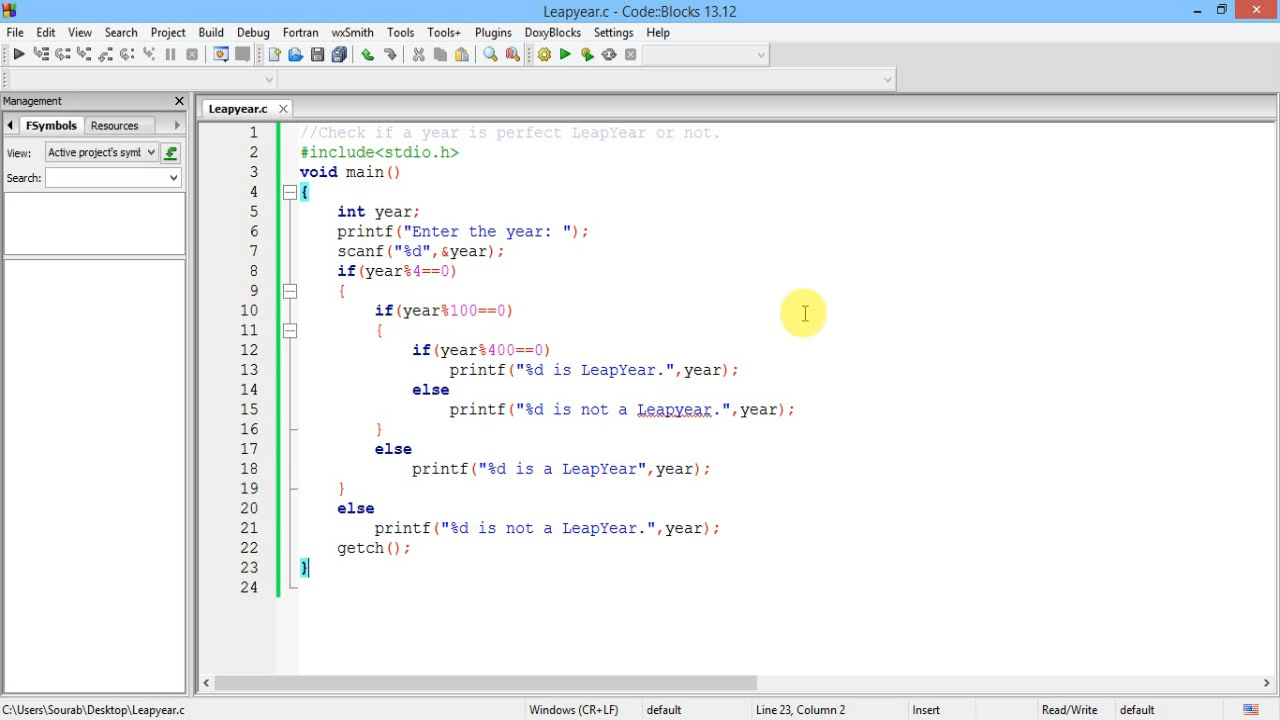 Leapyear.c - Code::Blocks 13.12
File Edit View Search Project Build Debug Fortran wxSmith Tools Tools+ Plugins DoxyBlocks Settings Help
Management
Leapyear.c
FSymbols Resources
View: Active project's symt
Search:
1 //Check if a year is perfect LeapYear or not.
2 #include<stdio.h>
3 void main()
4 {
5 int year;
6 printf("Enter the year: ");
7 scanf("%d",&year);
8 if(year%4==0)
9 {
10 if(year%100==0)
11 {
12 if(year%400==0)
13 printf("%d is LeapYear.",year);
14 else
15 printf("%d is not a Leapyear.",year);
16 }
17 else
18 printf("%d is a LeapYear",year);
19 }
20 else
21 printf("%d is not a LeapYear.",year);
22 getch();
23 }
24
C:\Users\Sourab\Desktop\Leapyear.c Windows (CR+LF) default Line 23, Column 2 Insert Read/Write default